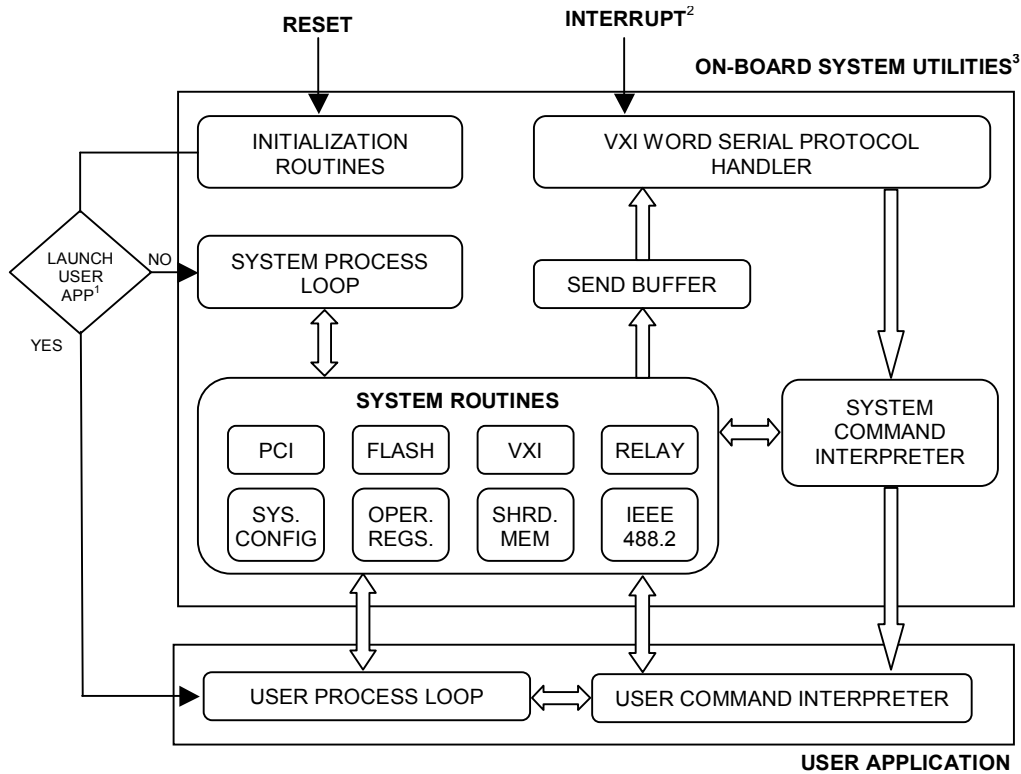 RESET
INTERRUPT²
ON-BOARD SYSTEM UTILITIES³
INITIALIZATION
ROUTINES
VXI WORD SERIAL PROTOCOL
HANDLER
LAUNCH
USER
APP¹
NO
YES
SYSTEM PROCESS
LOOP
SEND BUFFER
SYSTEM ROUTINES
PCI
FLASH
VXI
RELAY
SYS.
CONFIG
OPER.
REGS.
SHRD.
MEM
IEEE
488.2
SYSTEM
COMMAND
INTERPRETER
USER PROCESS LOOP
USER COMMAND INTERPRETER
USER APPLICATION